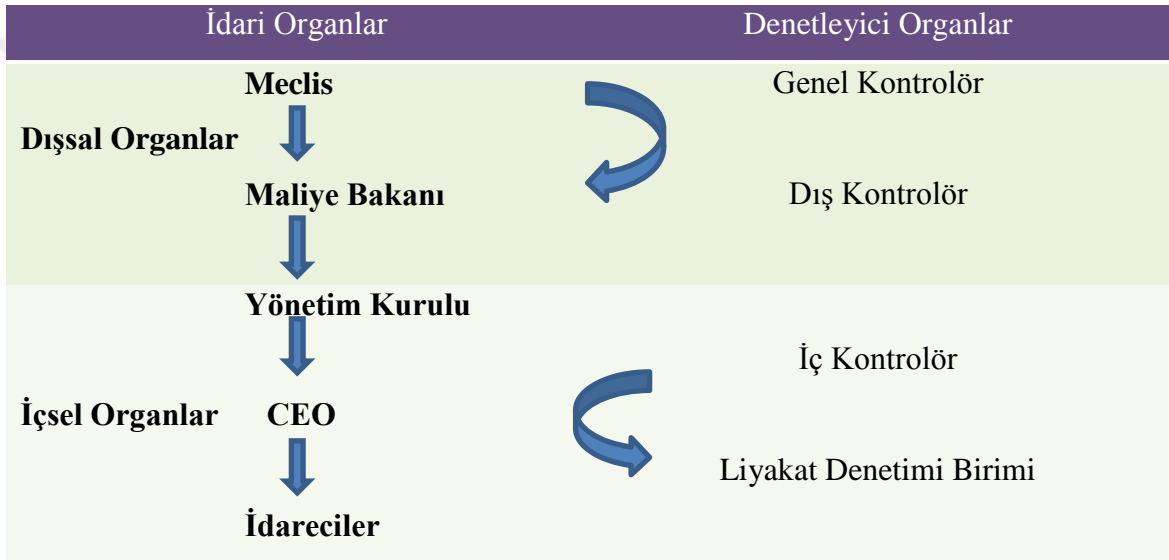 İdari Organlar
Denetleyici Organlar
Meclis
Genel Kontrolör
Dışsal Organlar
Maliye Bakanı
Dış Kontrolör
Yönetim Kurulu
İç Kontrolör
İçsel Organlar
CEO
Liyakat Denetimi Birimi
İdareciler